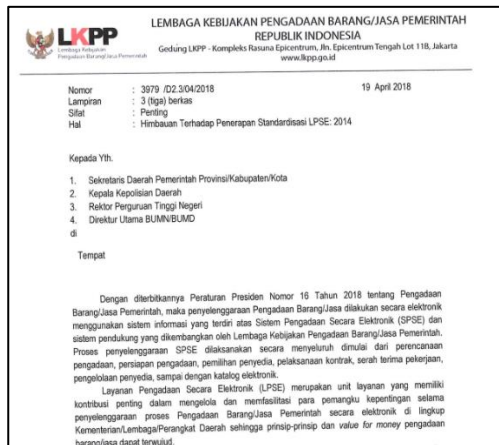 LKPP
Lembaga Kebijakan
Pengadaan Barang/Jasa Pemerintah
LEMBAGA KEBIJAKAN PENGADAAN BARANG/JASA PEMERINTAH
REPUBLIK INDONESIA
Gedung LKPP - Kompleks Rasuna Epicentrum, Jln. Epicentrum Tengah Lot 11B, Jakarta
www.lkpp.go.id
Nomor : 3979 /D2.3/04/2018 19 April 2018
Lampiran : 3 (tiga) berkas
Sifat : Penting
Hal : Himbauan Terhadap Penerapan Standardisasi LPSE: 2014
Kepada Yth.
1. Sekretaris Daerah Pemerintah Provinsi/Kabupaten/Kota
2. Kepala Kepolisian Daerah
3. Rektor Perguruan Tinggi Negeri
4. Direktur Utama BUMN/BUMD
di
Tempat
Dengan diterbitkannya Peraturan Presiden Nomor 16 Tahun 2018 tentang Pengadaan
Barang/Jasa Pemerintah, maka penyelenggaraan Pengadaan Barang/Jasa dilakukan secara elektronik
menggunakan sistem informasi yang terdiri atas Sistem Pengadaan Secara Elektronik (SPSE) dan
sistem pendukung yang dikembangkan oleh Lembaga Kebijakan Pengadaan Barang/Jasa Pemerintah.
Proses penyelenggaraan SPSE dilaksanakan secara menyeluruh dimulai dari perencanaan
pengadaan, persiapan pengadaan, pemilihan penyedia, pelaksanaan kontrak, serah terima pekerjaan,
pengelolaan penyedia, sampai dengan katalog elektronik.
Layanan Pengadaan Secara Elektronik (LPSE) merupakan unit layanan yang memiliki
kontribusi penting dalam mengelola dan memfasilitasi para pemangku kepentingan selama
penyelenggaraan proses Pengadaan Barang/Jasa Pemerintah secara elektronik di lingkup
Kementerian/Lembaga/Perangkat Daerah sehingga prinsip-prinsip dan value for money pengadaan
barang/jasa dapat terwujud.